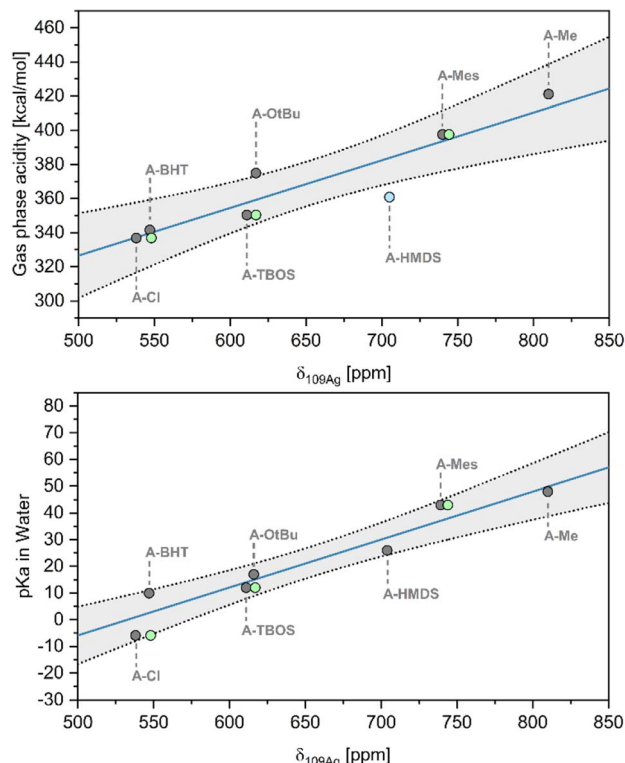 460
440
420
400
380
360
340
320
300
Gas phase acidity [kcal/mol]
A-Me
A-Mes
A-OtBu
A-BHT
A-HMDS
A-TBOS
A-Cl
500 550 600 650 700 750 800 850
δ109Ag [ppm]
85
80
70
60
50
40
30
20
10
0
-10
-20
-30
pKa in Water
A-Mes
A-OtBu
A-BHT
A-Me
A-HMDS
A-TBOS
A-Cl
500 550 600 650 700 750 800 850
δ109Ag [ppm]